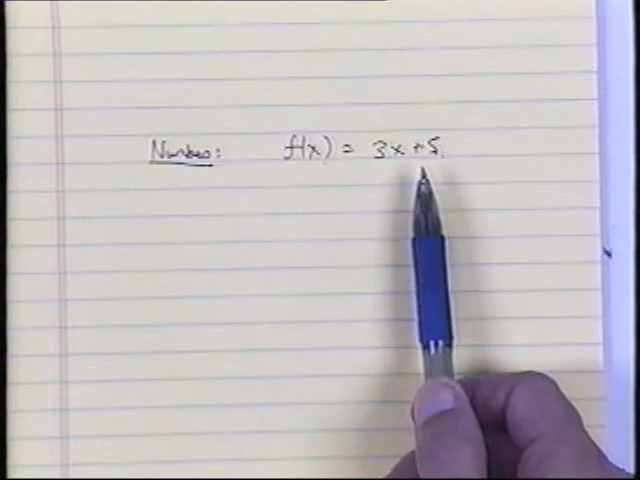 Numbers: f(x) = 3x+5